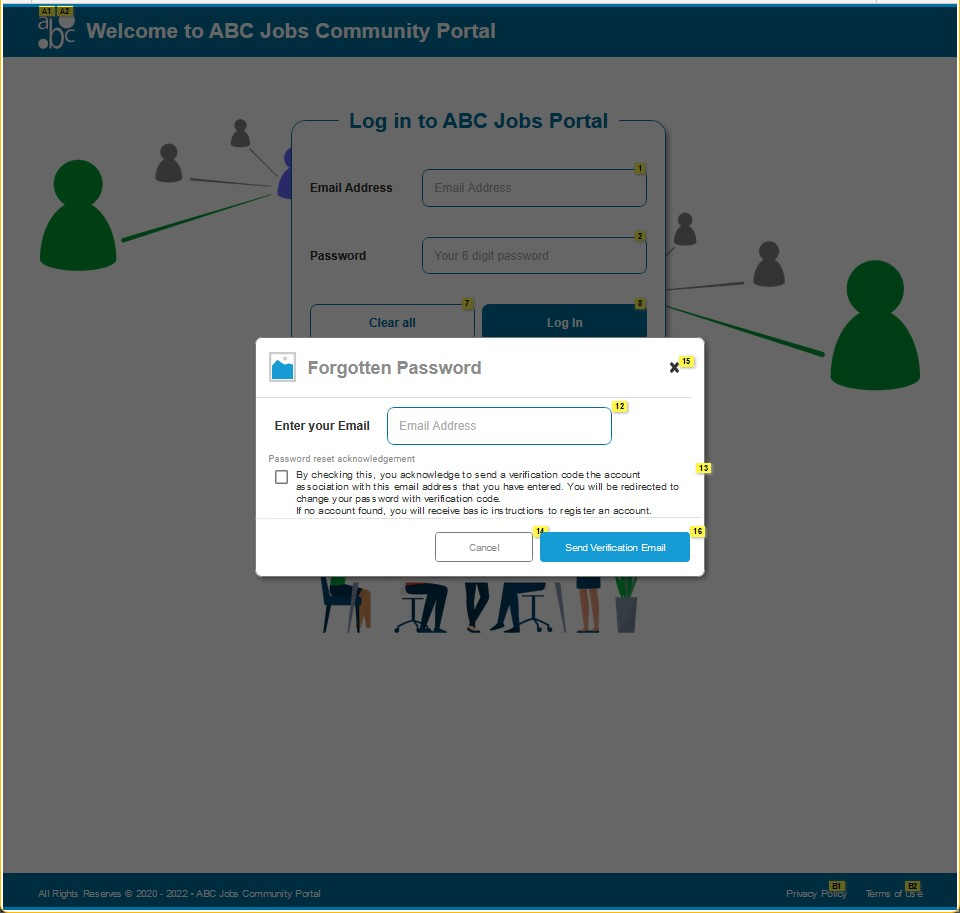 A1 A2
abc
Welcome to ABC Jobs Community Portal
Log in to ABC Jobs Portal
1
Email Address Email Address
2
Password Your 6 digit password
7 8
Clear all Log In
Forgotten Password
x 15
12
Enter your Email Email Address
Password reset acknowledgement
13
By checking this, you acknowledge to send a verification code the account
association with this email address that you have entered. You will be redirected to
change your password with verification code.
If no account found, you will receive basic instructions to register an account.
14 16
Cancel Send Verification Email
B1 B2
All Rights Reserves © 2020 - 2022 • ABC Jobs Community Portal Privacy Policy Terms of Use